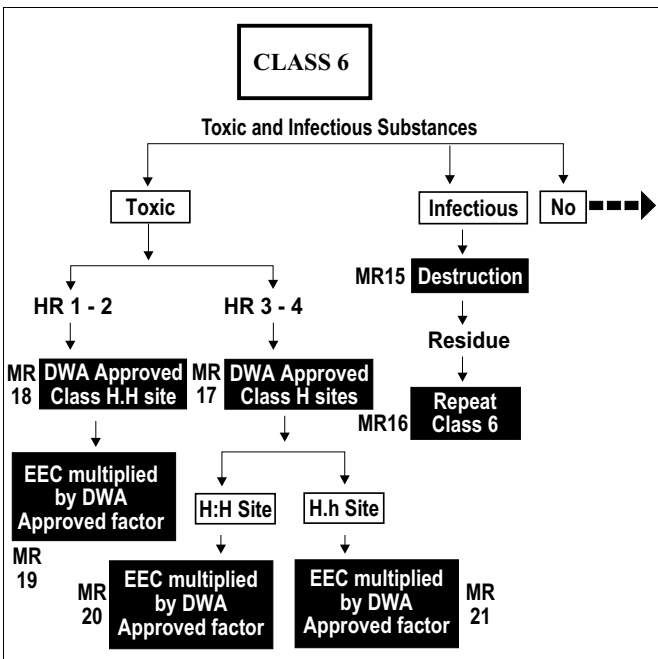 CLASS 6
Toxic and Infectious Substances
Toxic
Infectious
No
MR15
Destruction
HR 1 - 2
HR 3 - 4
Residue
MR
18
DWA Approved
Class H.H site
MR
17
DWA Approved
Class H sites
MR16
Repeat
Class 6
EEC multiplied
by DWA
Approved factor
MR
19
H:H Site
H.h Site
MR
20
EEC multiplied
by DWA
Approved factor
EEC multiplied
by DWA
Approved factor
MR
21